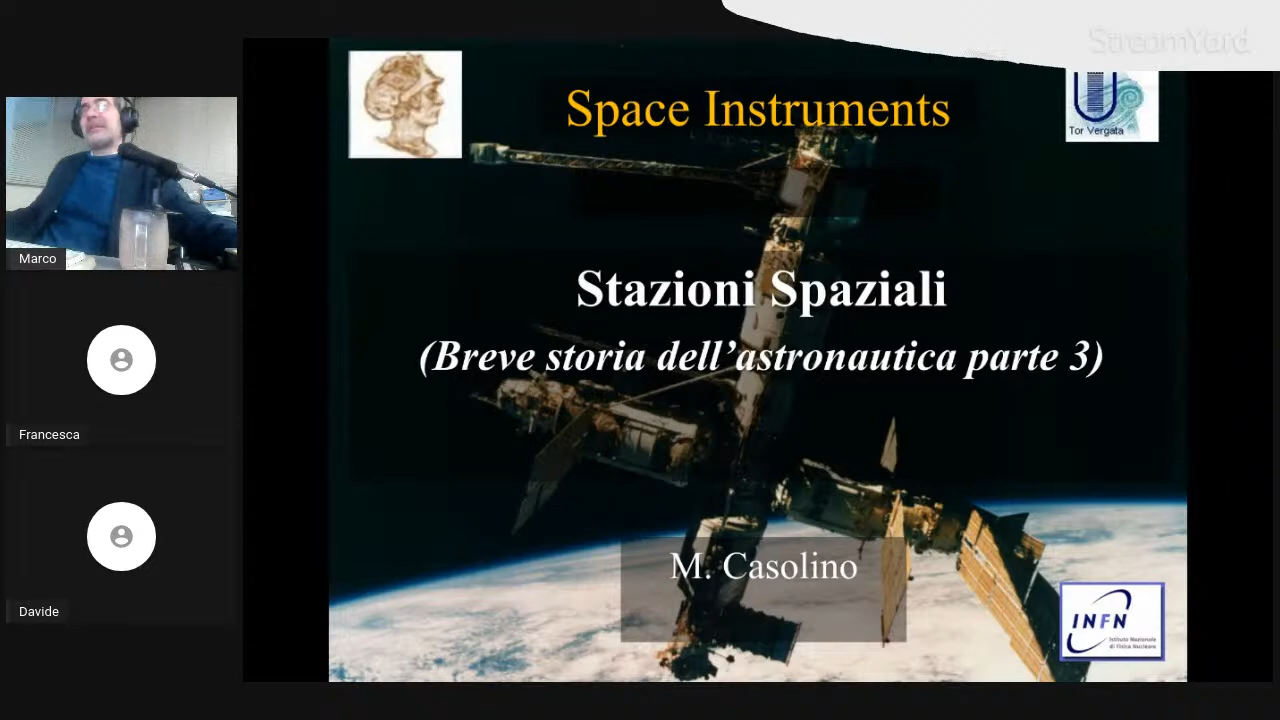 StreamYard
Space Instruments
Tor Vergata
Stazioni Spaziali
(Breve storia dell’astronautica parte 3)
M. Casolino
INFN
Istituto Nazionale
di Fisica Nucleare
Marco
Francesca
Davide